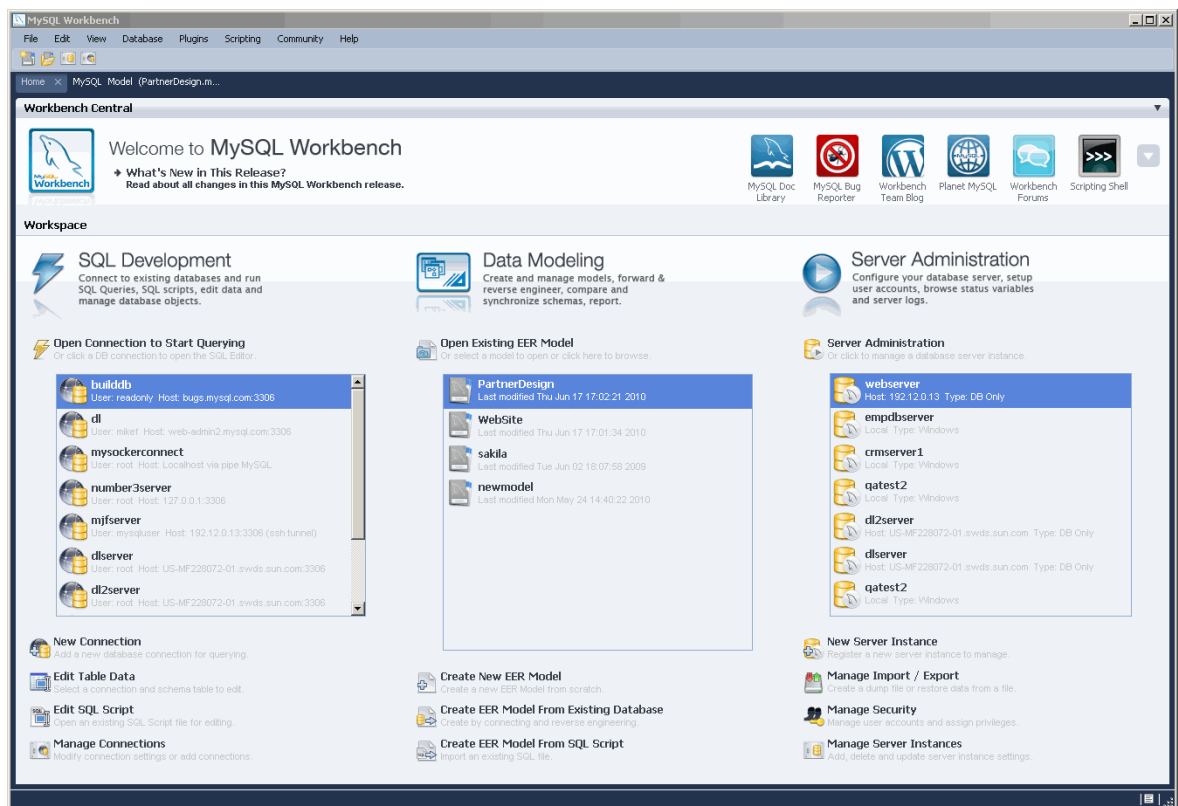 MySQL Workbench
File Edit View Database Plugins Scripting Community Help
Home MySQL Model (PartnerDesign.m...
Workbench Central
Welcome to MySQL Workbench
What's New in This Release?
Read about all changes in this MySQL Workbench release.
MySQL Workbench
MySQL Doc Library
MySQL Bug Reporter
Workbench Team Blog
Planet MySQL
Workbench Forums
Scripting Shell
Workspace
SQL Development
Connect to existing databases and run
SQL Queries, SQL scripts, edit data and
manage database objects.
Open Connection to Start Querying
Or click a DB connection to open the SQL Editor.
builddb
User: readonly Host: bugs.mysql.com:3306
dl
User: mikef Host: web-admin2.mysql.com:3306
mysockerconnect
User: root Host: Localhost via pipe MySQL
number3server
User: root Host: 127.0.0.1:3306
mjfserver
User: mysqluser Host: 192.12.0.13:3306 (ssh tunnel)
dlserver
User: root Host: US-MF228072-01.swds.sun.com:3306
dl2server
User: root Host: US-MF228072-01.swds.sun.com:3306
New Connection
Add a new database connection for querying.
Edit Table Data
Select a connection and schema table to edit.
Edit SQL Script
Open an existing SQL Script file for editing.
Manage Connections
Modify connection settings or add connections.
Data Modeling
Create and manage models, forward &
reverse engineer, compare and
synchronize schemas, report.
Open Existing EER Model
Or select a model to open or click here to browse.
PartnerDesign
Last modified Thu Jun 17 17:02:21 2010
WebSite
Last modified Thu Jun 17 17:01:34 2010
sakila
Last modified Tue Jun 02 18:07:58 2009
newmodel
Last modified Mon May 24 14:40:22 2010
Create New EER Model
Create a new EER Model from scratch.
Create EER Model From Existing Database
Create by connecting and reverse engineering.
Create EER Model From SQL Script
Import an existing SQL file.
Server Administration
Configure your database server, setup
user accounts, browse status variables
and server logs.
Server Administration
Or click to manage a database server instance.
webserver
Host: 192.12.0.13 Type: DB Only
empdbserver
Local Type: Windows
crmserver1
Local Type: Windows
qatest2
Local Type: Windows
dl2server
Host: US-MF228072-01.swds.sun.com Type: DB Only
dlserver
Host: US-MF228072-01.swds.sun.com Type: DB Only
qatest2
Local Type: Windows
New Server Instance
Register a new server instance to manage.
Manage Import / Export
Create a dump file or restore data from a file.
Manage Security
Manage user accounts and assign privileges.
Manage Server Instances
Add, delete and update server instance settings.